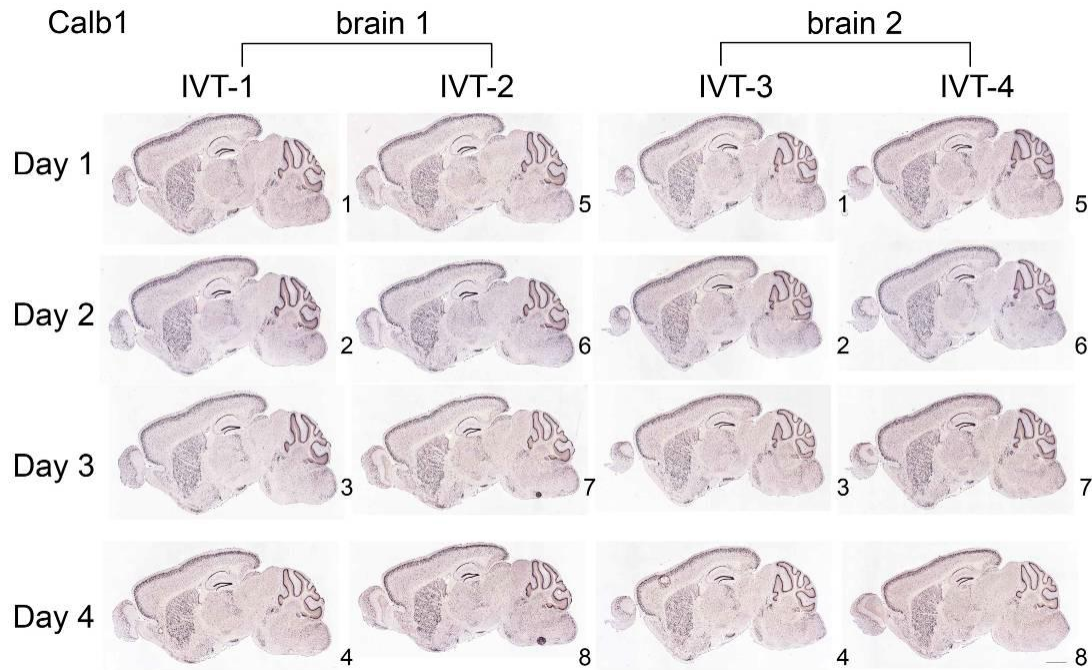 Calb1 brain 1 brain 2
IVT-1 IVT-2 IVT-3 IVT-4
Day 1 1 5 1 5
Day 2 2 6 2 6
Day 3 3 7 3 7
Day 4 4 8 4 8